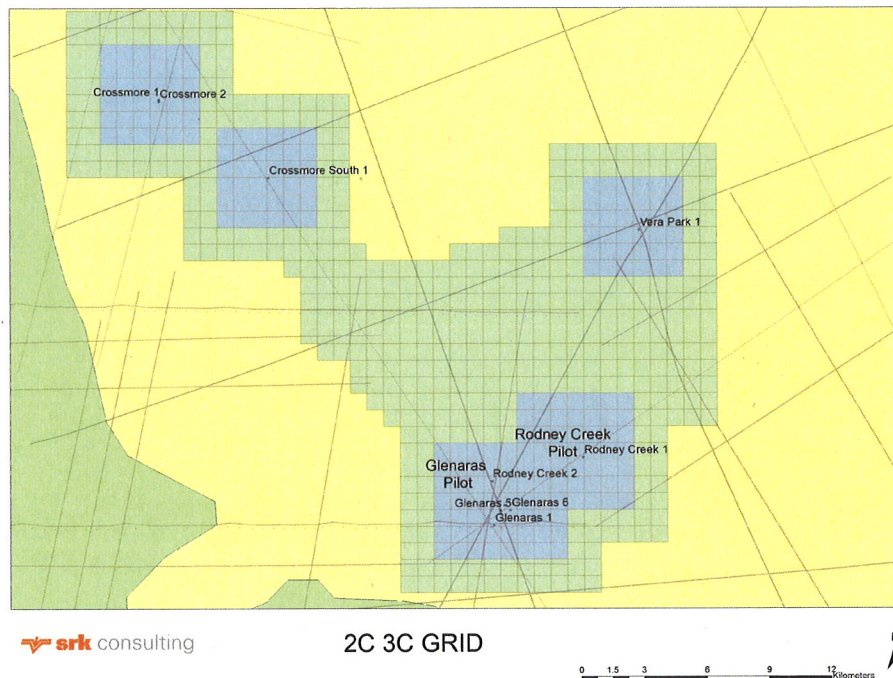 Crossmore 1 Crossmore 2
Crossmore South 1
Vera Park 1
Rodney Creek
Pilot
Rodney Creek 1
Glenaras
Pilot
Rodney Creek 2
Glenaras 5 Glenaras 6
Glenaras 1
srk consulting
2C 3C GRID
0 1.5 3 6 9 12
Kilometers